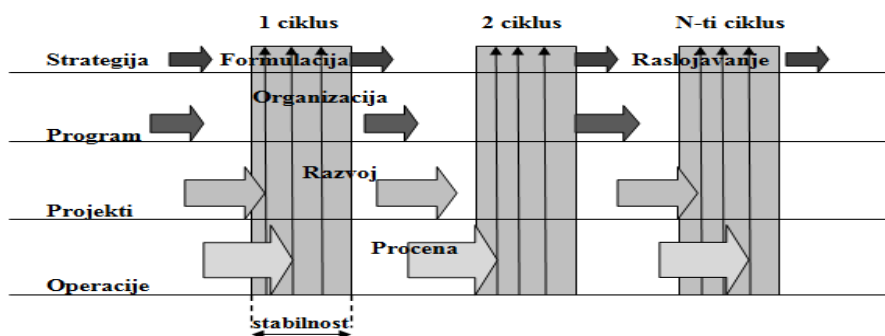 1 ciklus
2 ciklus
N-ti ciklus
Strategija
Formulacija
Raslojavanje
Organizacija
Program
Razvoj
Projekti
Procena
Operacije
stabilnost